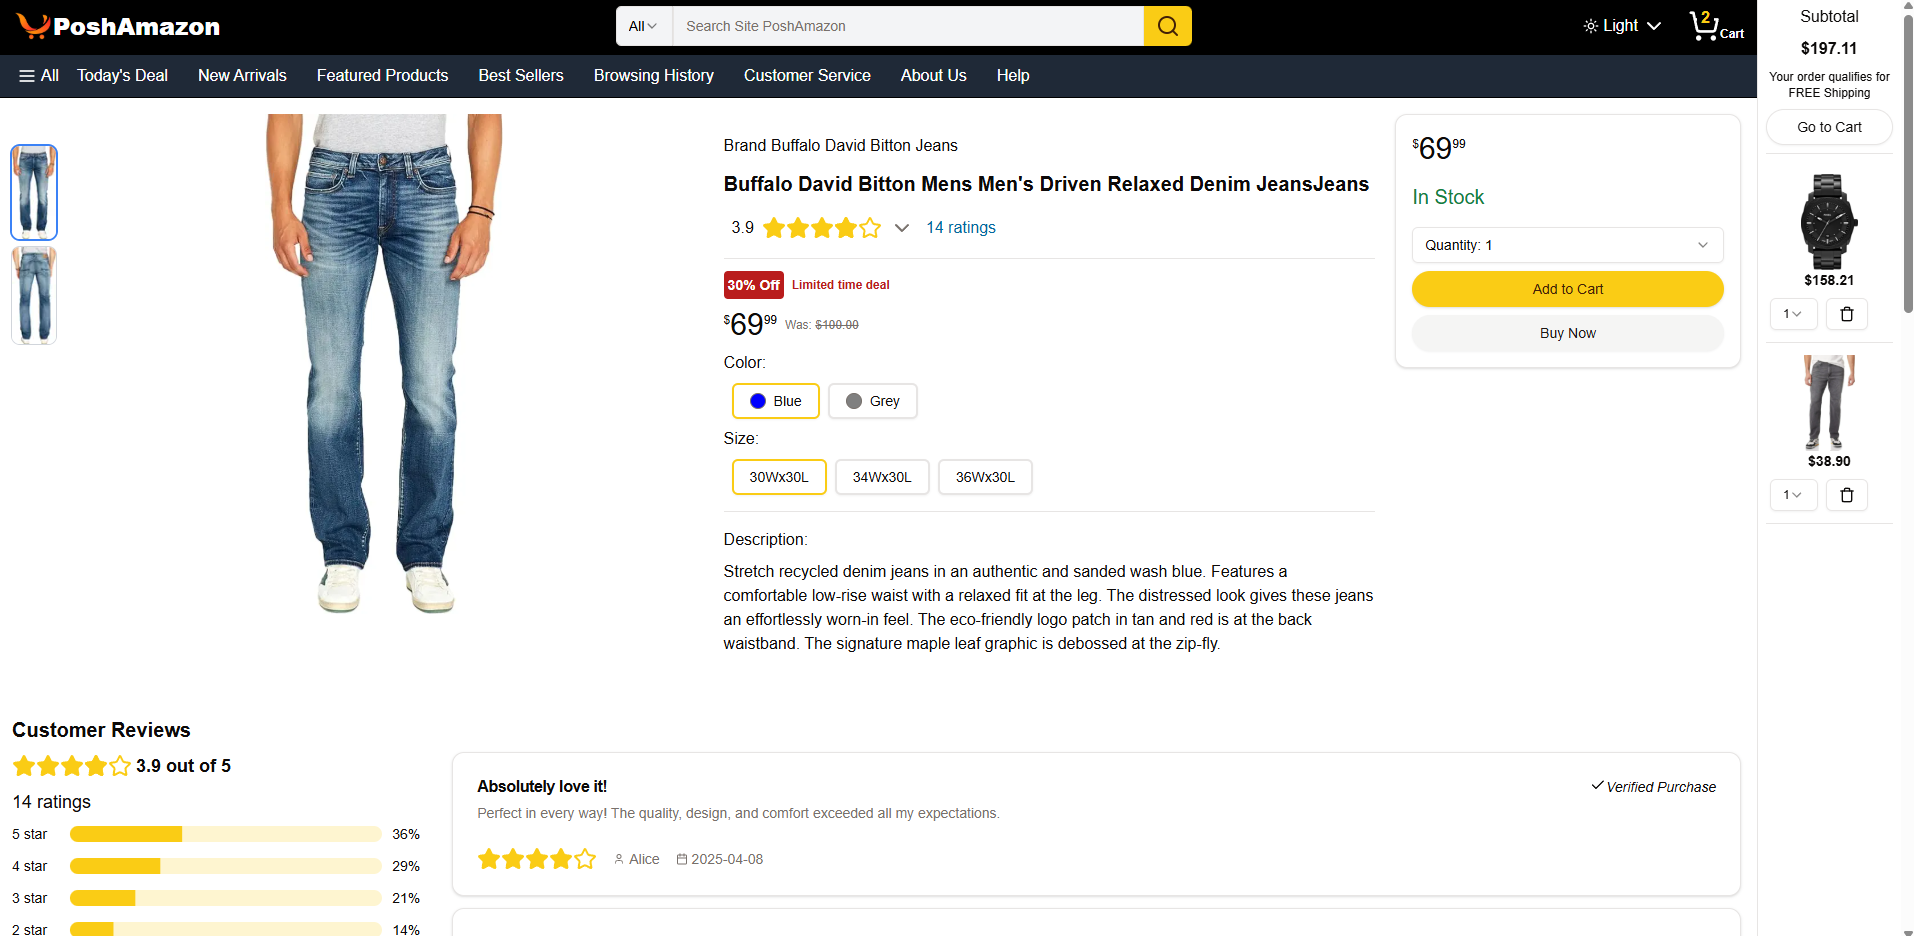 PoshAmazon
All
Search Site PoshAmazon
Light
2
Cart
All
Today's Deal
New Arrivals
Featured Products
Best Sellers
Browsing History
Customer Service
About Us
Help
Brand Buffalo David Bitton Jeans
Buffalo David Bitton Mens Men's Driven Relaxed Denim JeansJeans
3.9
14 ratings
30% Off
Limited time deal
$69.99
Was: $100.00
Color:
Blue
Grey
Size:
30Wx30L
34Wx30L
36Wx30L
Description:
Stretch recycled denim jeans in an authentic and sanded wash blue. Features a
comfortable low-rise waist with a relaxed fit at the leg. The distressed look gives these jeans
an effortlessly worn-in feel. The eco-friendly logo patch in tan and red is at the back
waistband. The signature maple leaf graphic is debossed at the zip-fly.
$69.99
In Stock
Quantity: 1
Add to Cart
Buy Now
Subtotal
$197.11
Your order qualifies for
FREE Shipping
Go to Cart
$158.21
1
$38.90
1
Customer Reviews
3.9 out of 5
14 ratings
5 star 36%
4 star 29%
3 star 21%
2 star 14%
Absolutely love it!
Verified Purchase
Perfect in every way! The quality, design, and comfort exceeded all my expectations.
Alice
2025-04-08